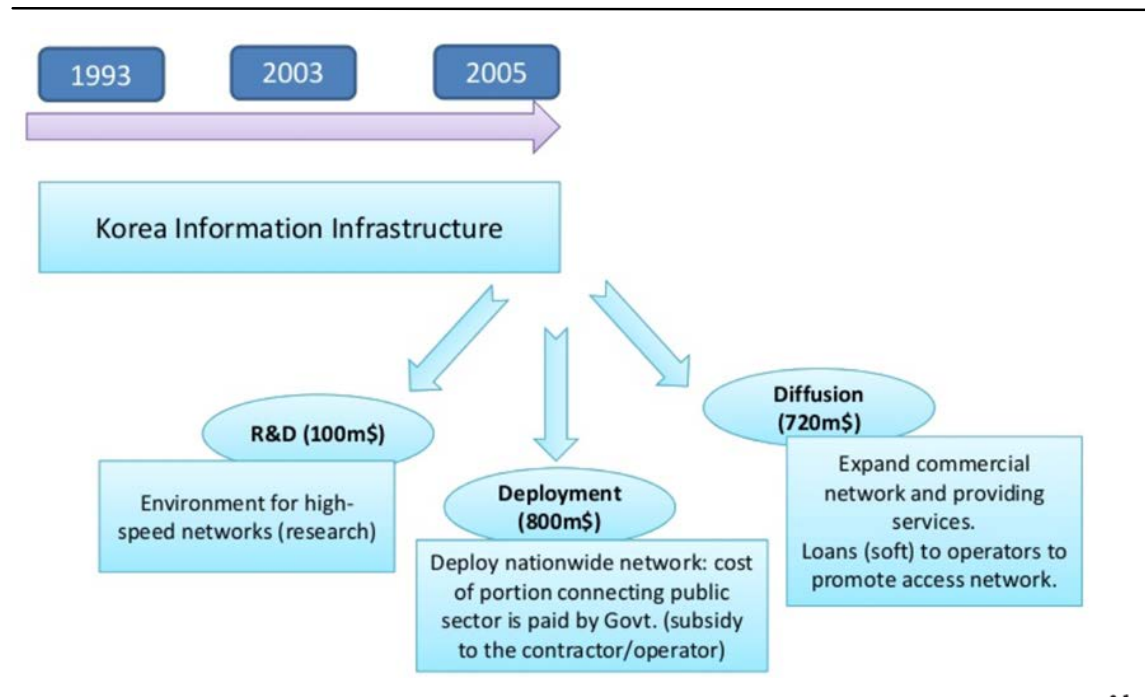 1993
2003
2005
Korea Information Infrastructure
R&D (100m$)
Environment for high-
speed networks (research)
Deployment
(800m$)
Deploy nationwide network: cost
of portion connecting public
sector is paid by Govt. (subsidy
to the contractor/operator)
Diffusion
(720m$)
Expand commercial
network and providing
services.
Loans (soft) to operators to
promote access network.